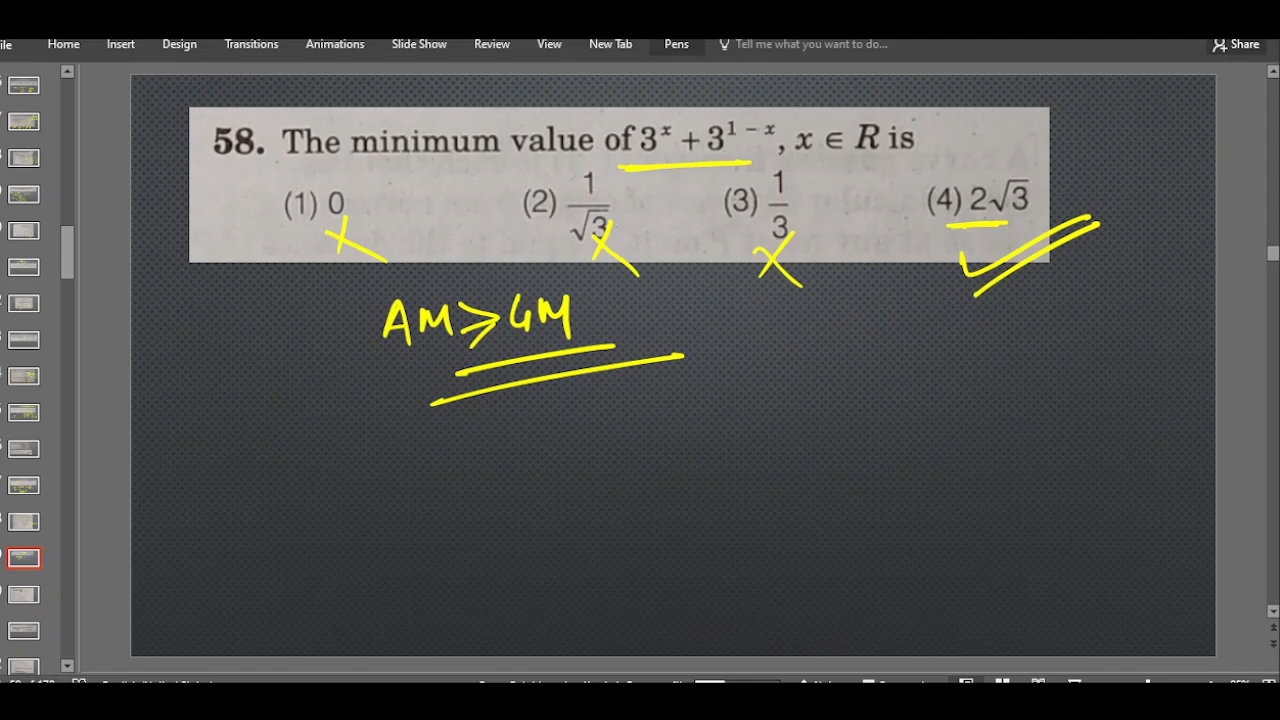 File Home Insert Design Transitions Animations Slide Show Review View New Tab Pens Tell me what you want to do... Share
58. The minimum value of 3^x + 3^{1 - x}, x ∈ R is
(1) 0 (2) 1/√3 (3) 1/3 (4) 2√3
AM ≥ GM